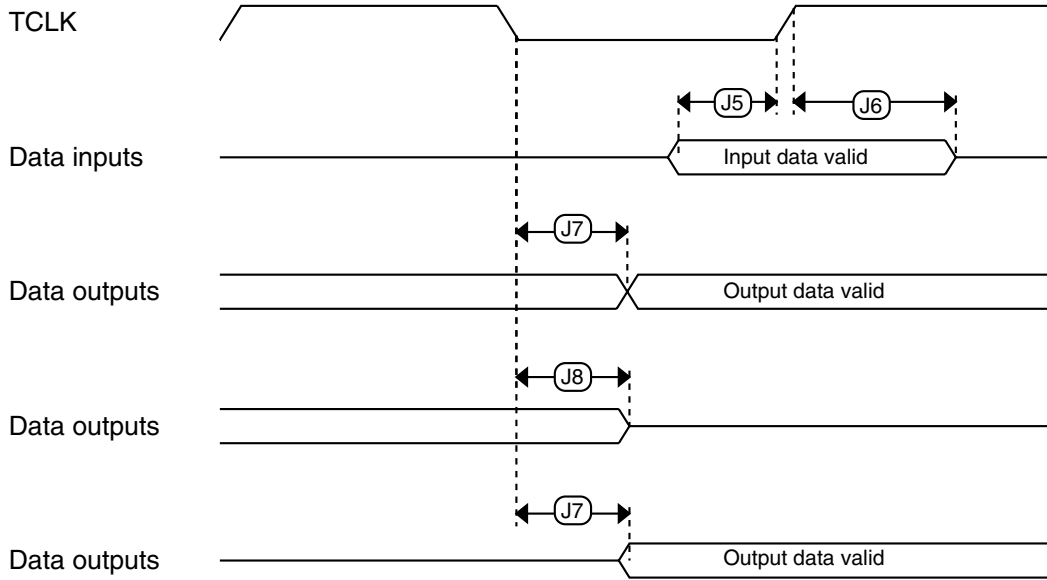 TCLK
J5
J6
Data inputs
Input data valid
J7
Data outputs
Output data valid
J8
Data outputs
J7
Data outputs
Output data valid